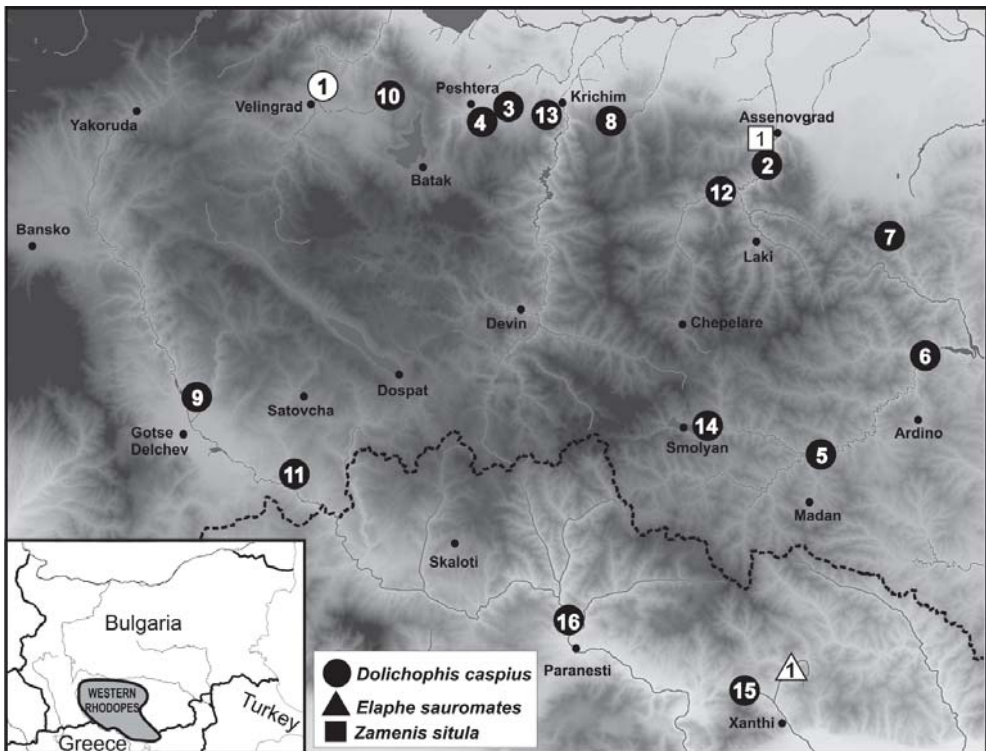 1
10
Peshtera
3
Krichim
Velingrad
4
13
8
Assenovgrad
Yakoruda
1
2
Batak
12
Bansko
7
Laki
Devin
Chepelare
6
Dospat
9
Satovcha
14
Ardino
Gotse
Delchev
Smolyan
5
11
Madan
Skaloti
Bulgaria
16
Paranesti
Dolichophis caspius
1
WESTERN
RHODOPES
Elaphe sauromates
15
Turkey
Zamenis situla
Xanthi
Greece